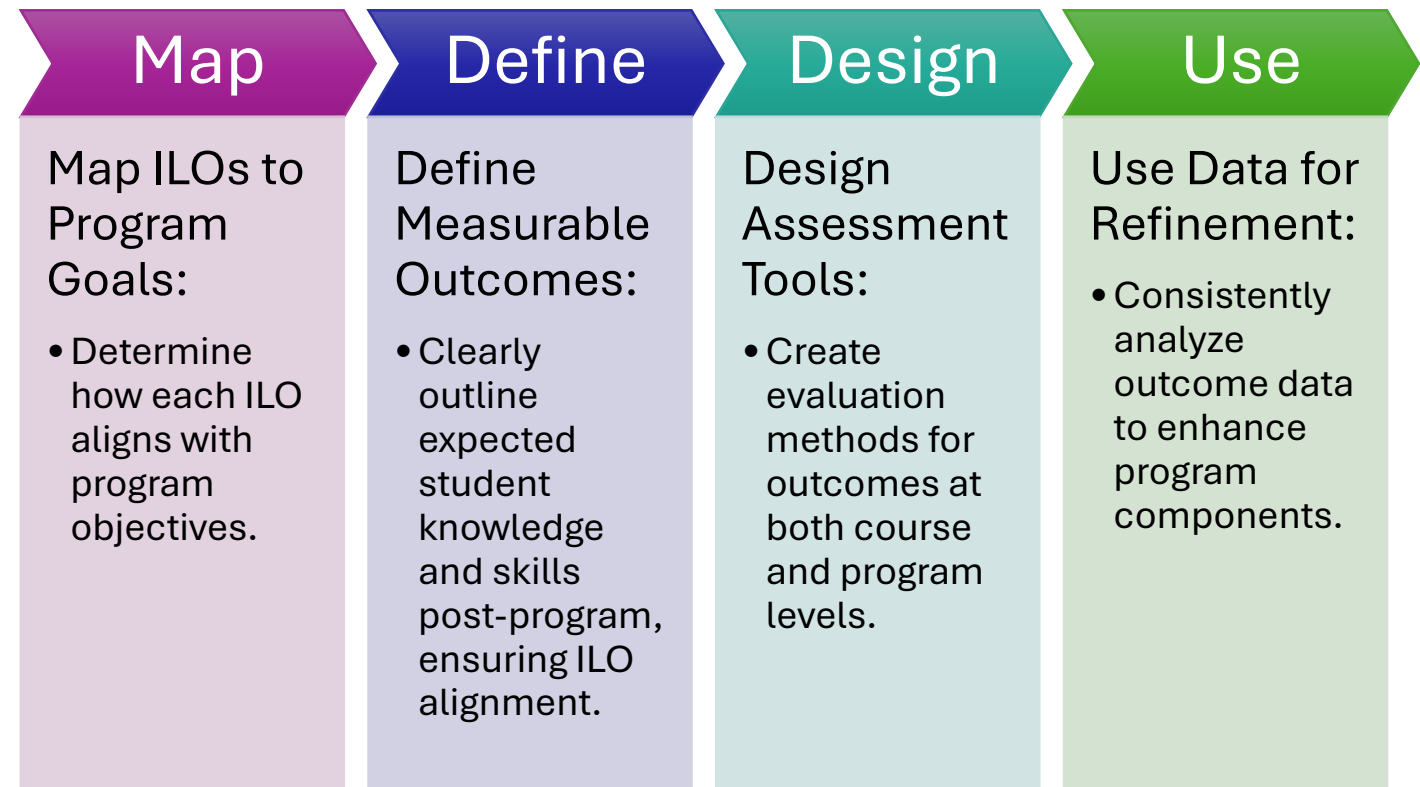 Map
Map ILOs to
Program
Goals:
• Determine
how each ILO
aligns with
program
objectives.
Define
Define
Measurable
Outcomes:
• Clearly
outline
expected
student
knowledge
and skills
post-program,
ensuring ILO
alignment.
Design
Design
Assessment
Tools:
• Create
evaluation
methods for
outcomes at
both course
and program
levels.
Use
Use Data for
Refinement:
• Consistently
analyze
outcome data
to enhance
program
components.